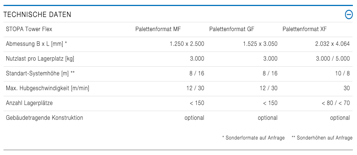 TECHNISCHE DATEN
STOPA Tower Flex Palettenformat MF Palettenformat GF Palettenformat XF
Abmessung B x L [mm] * 1.250 x 2.500 1.525 x 3.050 2.032 x 4.064
Nutzlast pro Lagerplatz [kg] 3.000 3.000 3.000 / 5.000
Standart-Systemhöhe [m] ** 8 / 16 8 / 16 10 / 8
Max. Hubgeschwindigkeit [m/min] 12 / 30 12 / 30 30
Anzahl Lagerplätze < 150 < 150 < 80 / < 70
Gebäudetragende Konstruktion optional optional optional
* Sonderformate auf Anfrage ** Sonderhöhen auf Anfrage